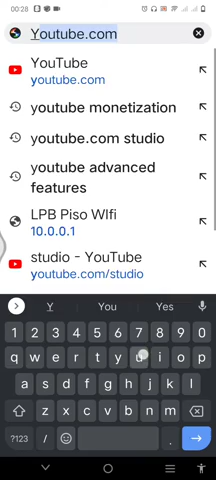 00:28
Youtube.com
YouTube
youtube.com
youtube monetization
youtube.com studio
youtube advanced
features
LPB Piso WIfi
10.0.0.1
studio - YouTube
youtube.com/studio
Y You Yes
1 2 3 4 5 6 7 8 9 0
q w e r t y u i o p
a s d f g h j k l
z x c v b n m
?123 / .